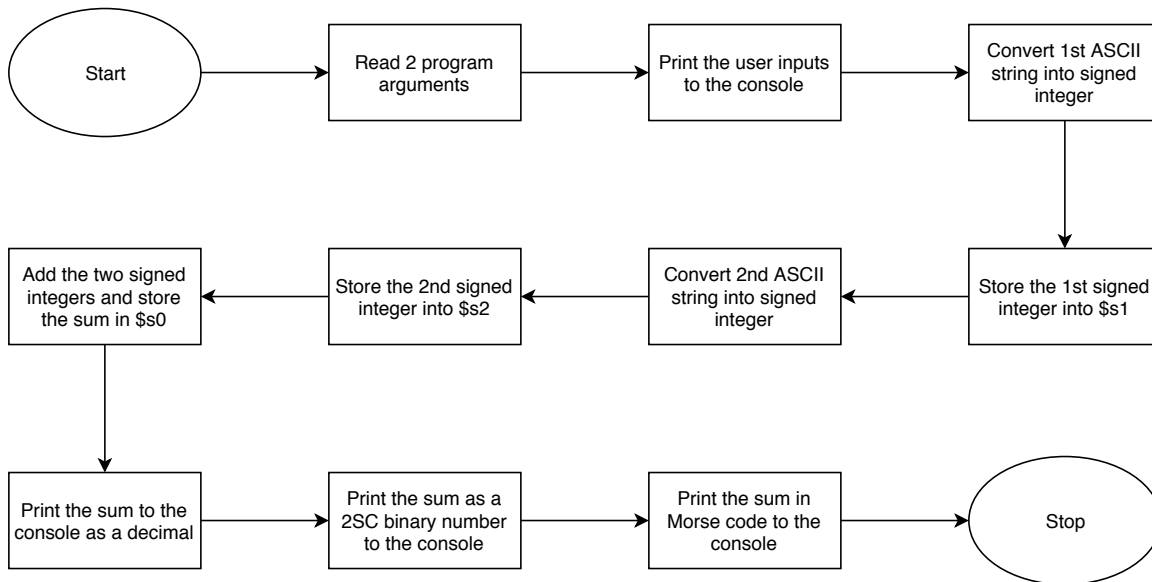 Start
Read 2 program
arguments
Print the user inputs
to the console
Convert 1st ASCII
string into signed
integer
Store the 1st signed
integer into $s1
Convert 2nd ASCII
string into signed
integer
Store the 2nd signed
integer into $s2
Add the two signed
integers and store
the sum in $s0
Print the sum to the
console as a decimal
Print the sum as a
2SC binary number
to the console
Print the sum in
Morse code to the
console
Stop